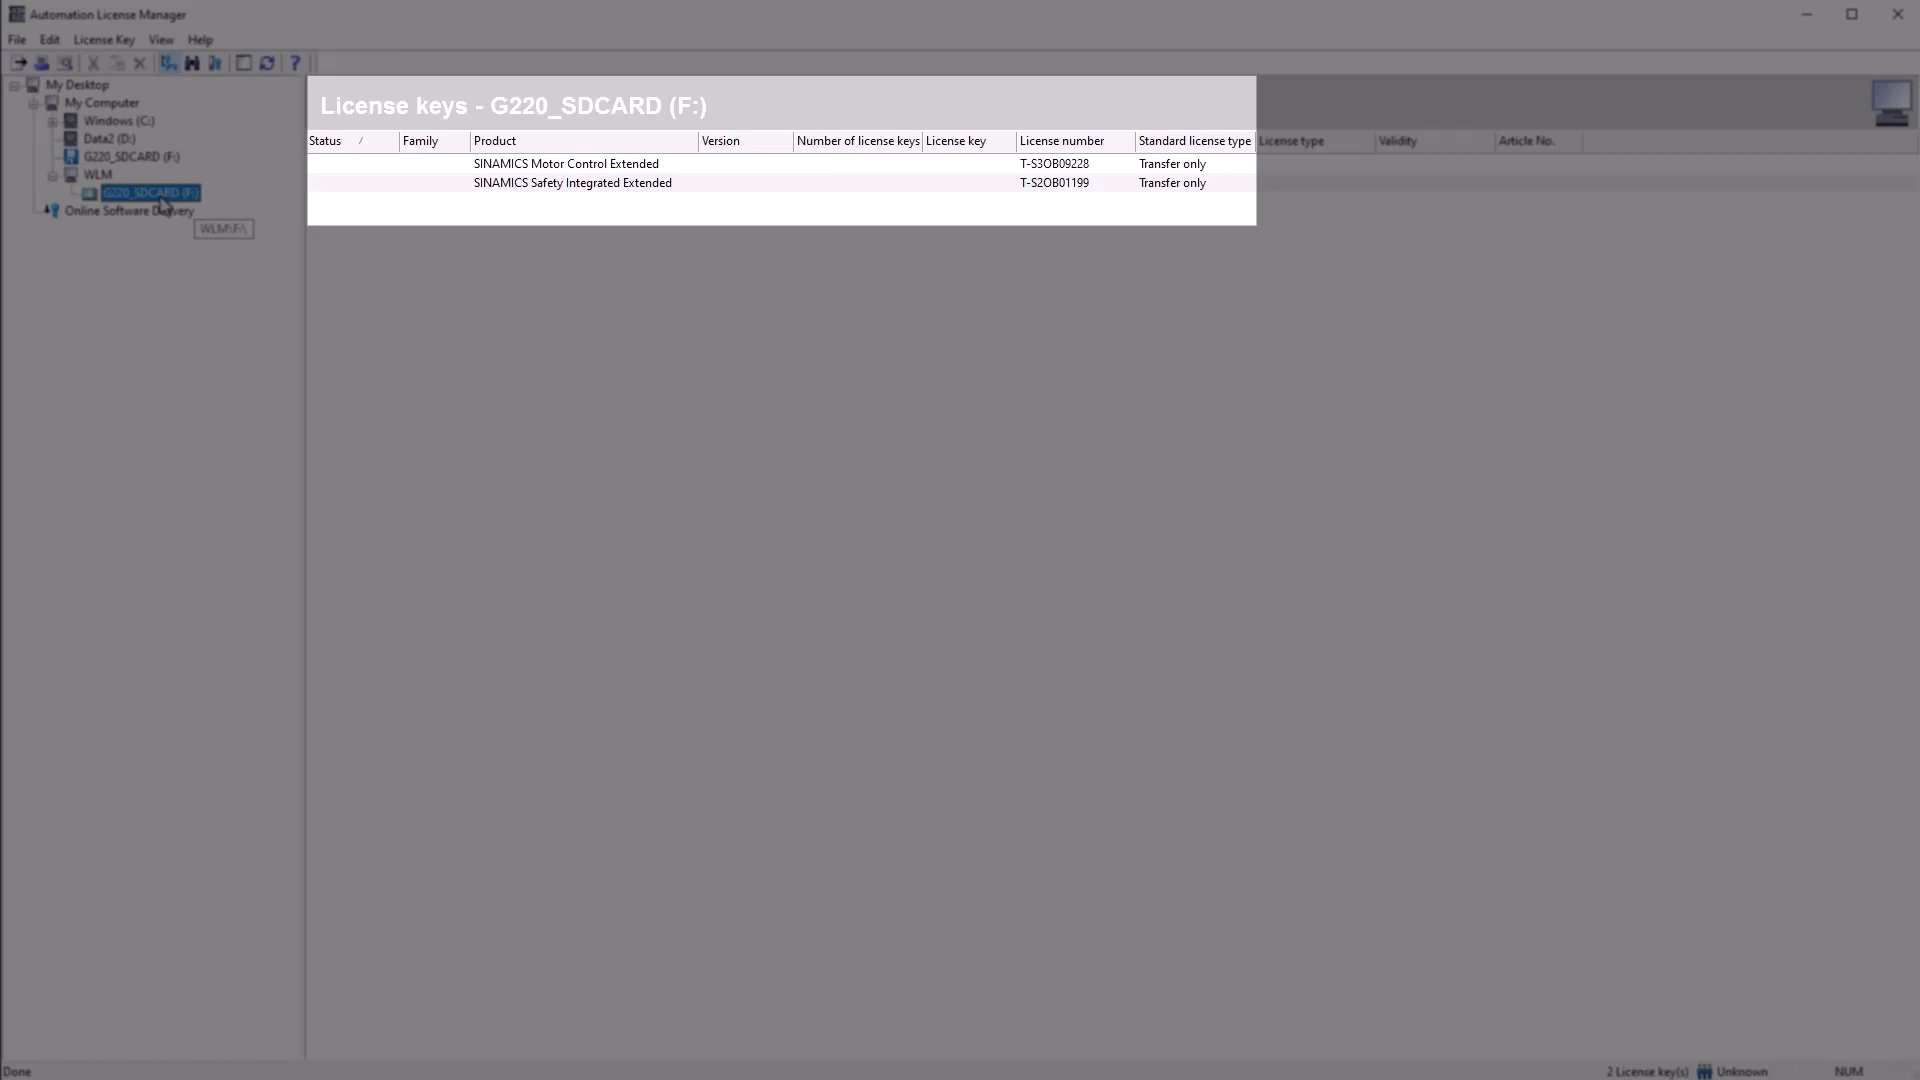 Automation License Manager
File Edit License Key View Help
My Desktop
My Computer
Windows (C:)
Data2 (D:)
G220_SDCARD (F:)
WLM
G220_SDCARD (F:)
Online Software Delivery
WLM\F:\
License keys - G220_SDCARD (F:)
Status Family Product Version Number of license keys License key License number Standard license type License type Validity Article No.
SINAMICS Motor Control Extended T-S3OB09228 Transfer only
SINAMICS Safety Integrated Extended T-S2OB01199 Transfer only
Done 2 License key(s) Unknown NUM